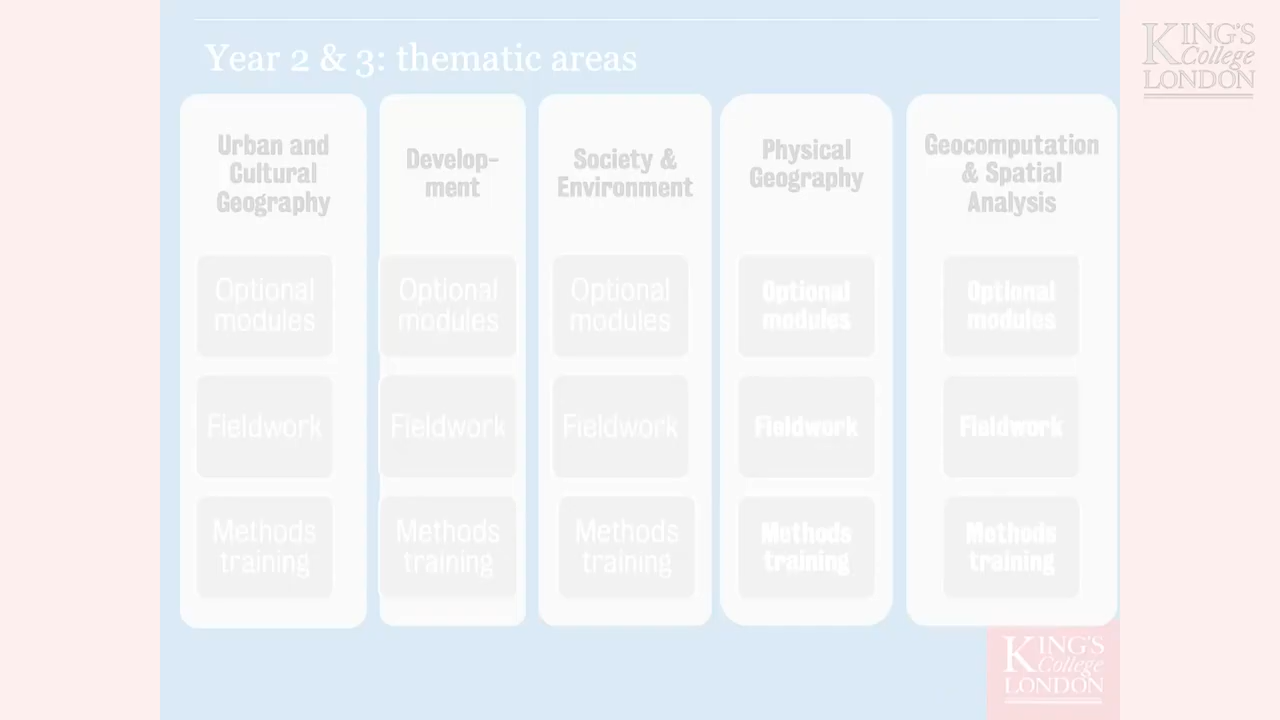 KING'S
College
LONDON
Year 2 & 3: thematic areas
Urban and
Cultural
Geography
Optional
modules
Fieldwork
Methods
training
Develop-
ment
Optional
modules
Fieldwork
Methods
training
Society &
Environment
Optional
modules
Fieldwork
Methods
training
Physical
Geography
Optional
modules
Fieldwork
Methods
training
Geocomputation
& Spatial
Analysis
Optional
modules
Fieldwork
Methods
training
KING'S
College
LONDON